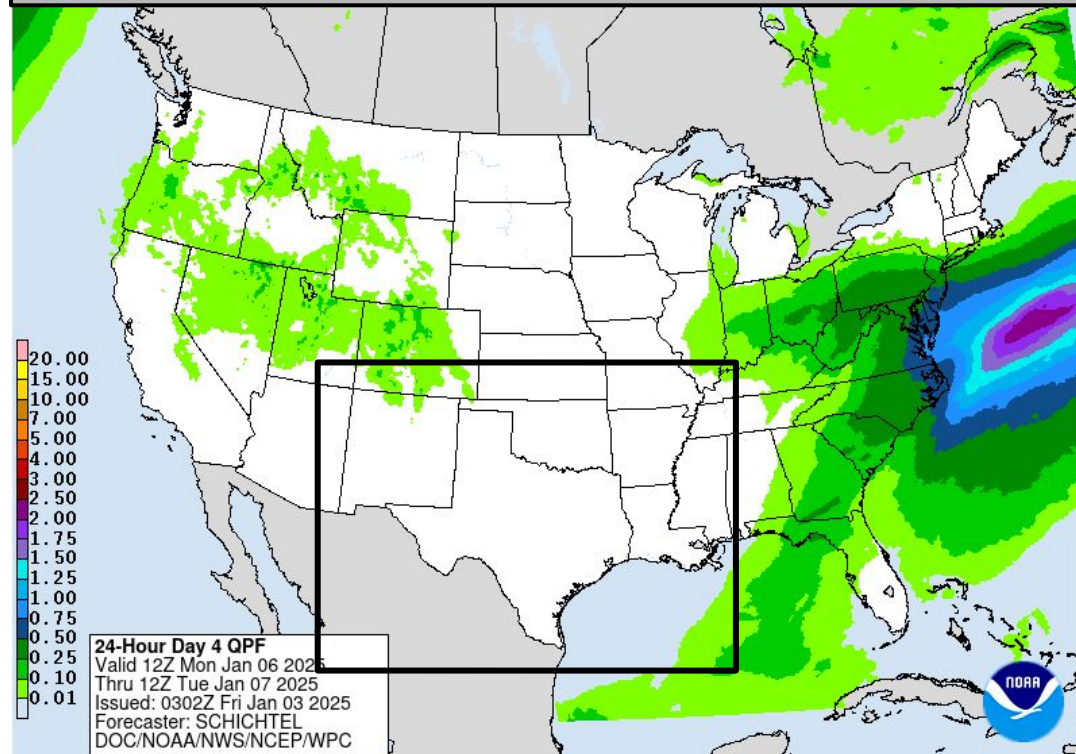 20.00
15.00
10.00
7.00
5.00
4.00
3.00
2.50
2.00
1.75
1.50
1.25
1.00
0.75
0.50
0.25
0.10
0.01
24-Hour Day 4 QPF
Valid 12Z Mon Jan 06 2025
Thru 12Z Tue Jan 07 2025
Issued: 0302Z Fri Jan 03 2025
Forecaster: SCHICHTEL
DOC/NOAA/NWS/NCEP/WPC
NOAA